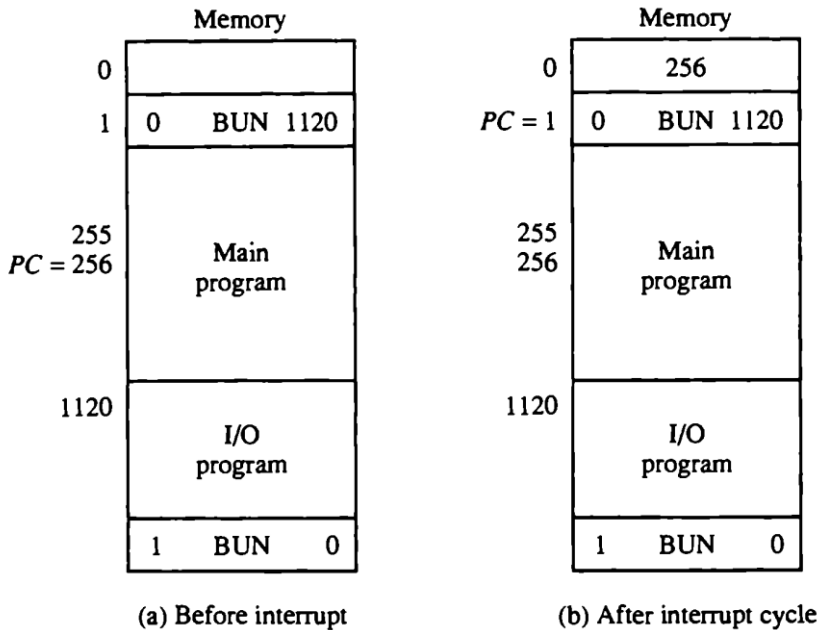 Memory
0
1 0 BUN 1120
255
PC = 256
Main
program
1120
I/O
program
1 BUN 0
(a) Before interrupt
Memory
0 256
PC = 1 0 BUN 1120
255
256
Main
program
1120
I/O
program
1 BUN 0
(b) After interrupt cycle